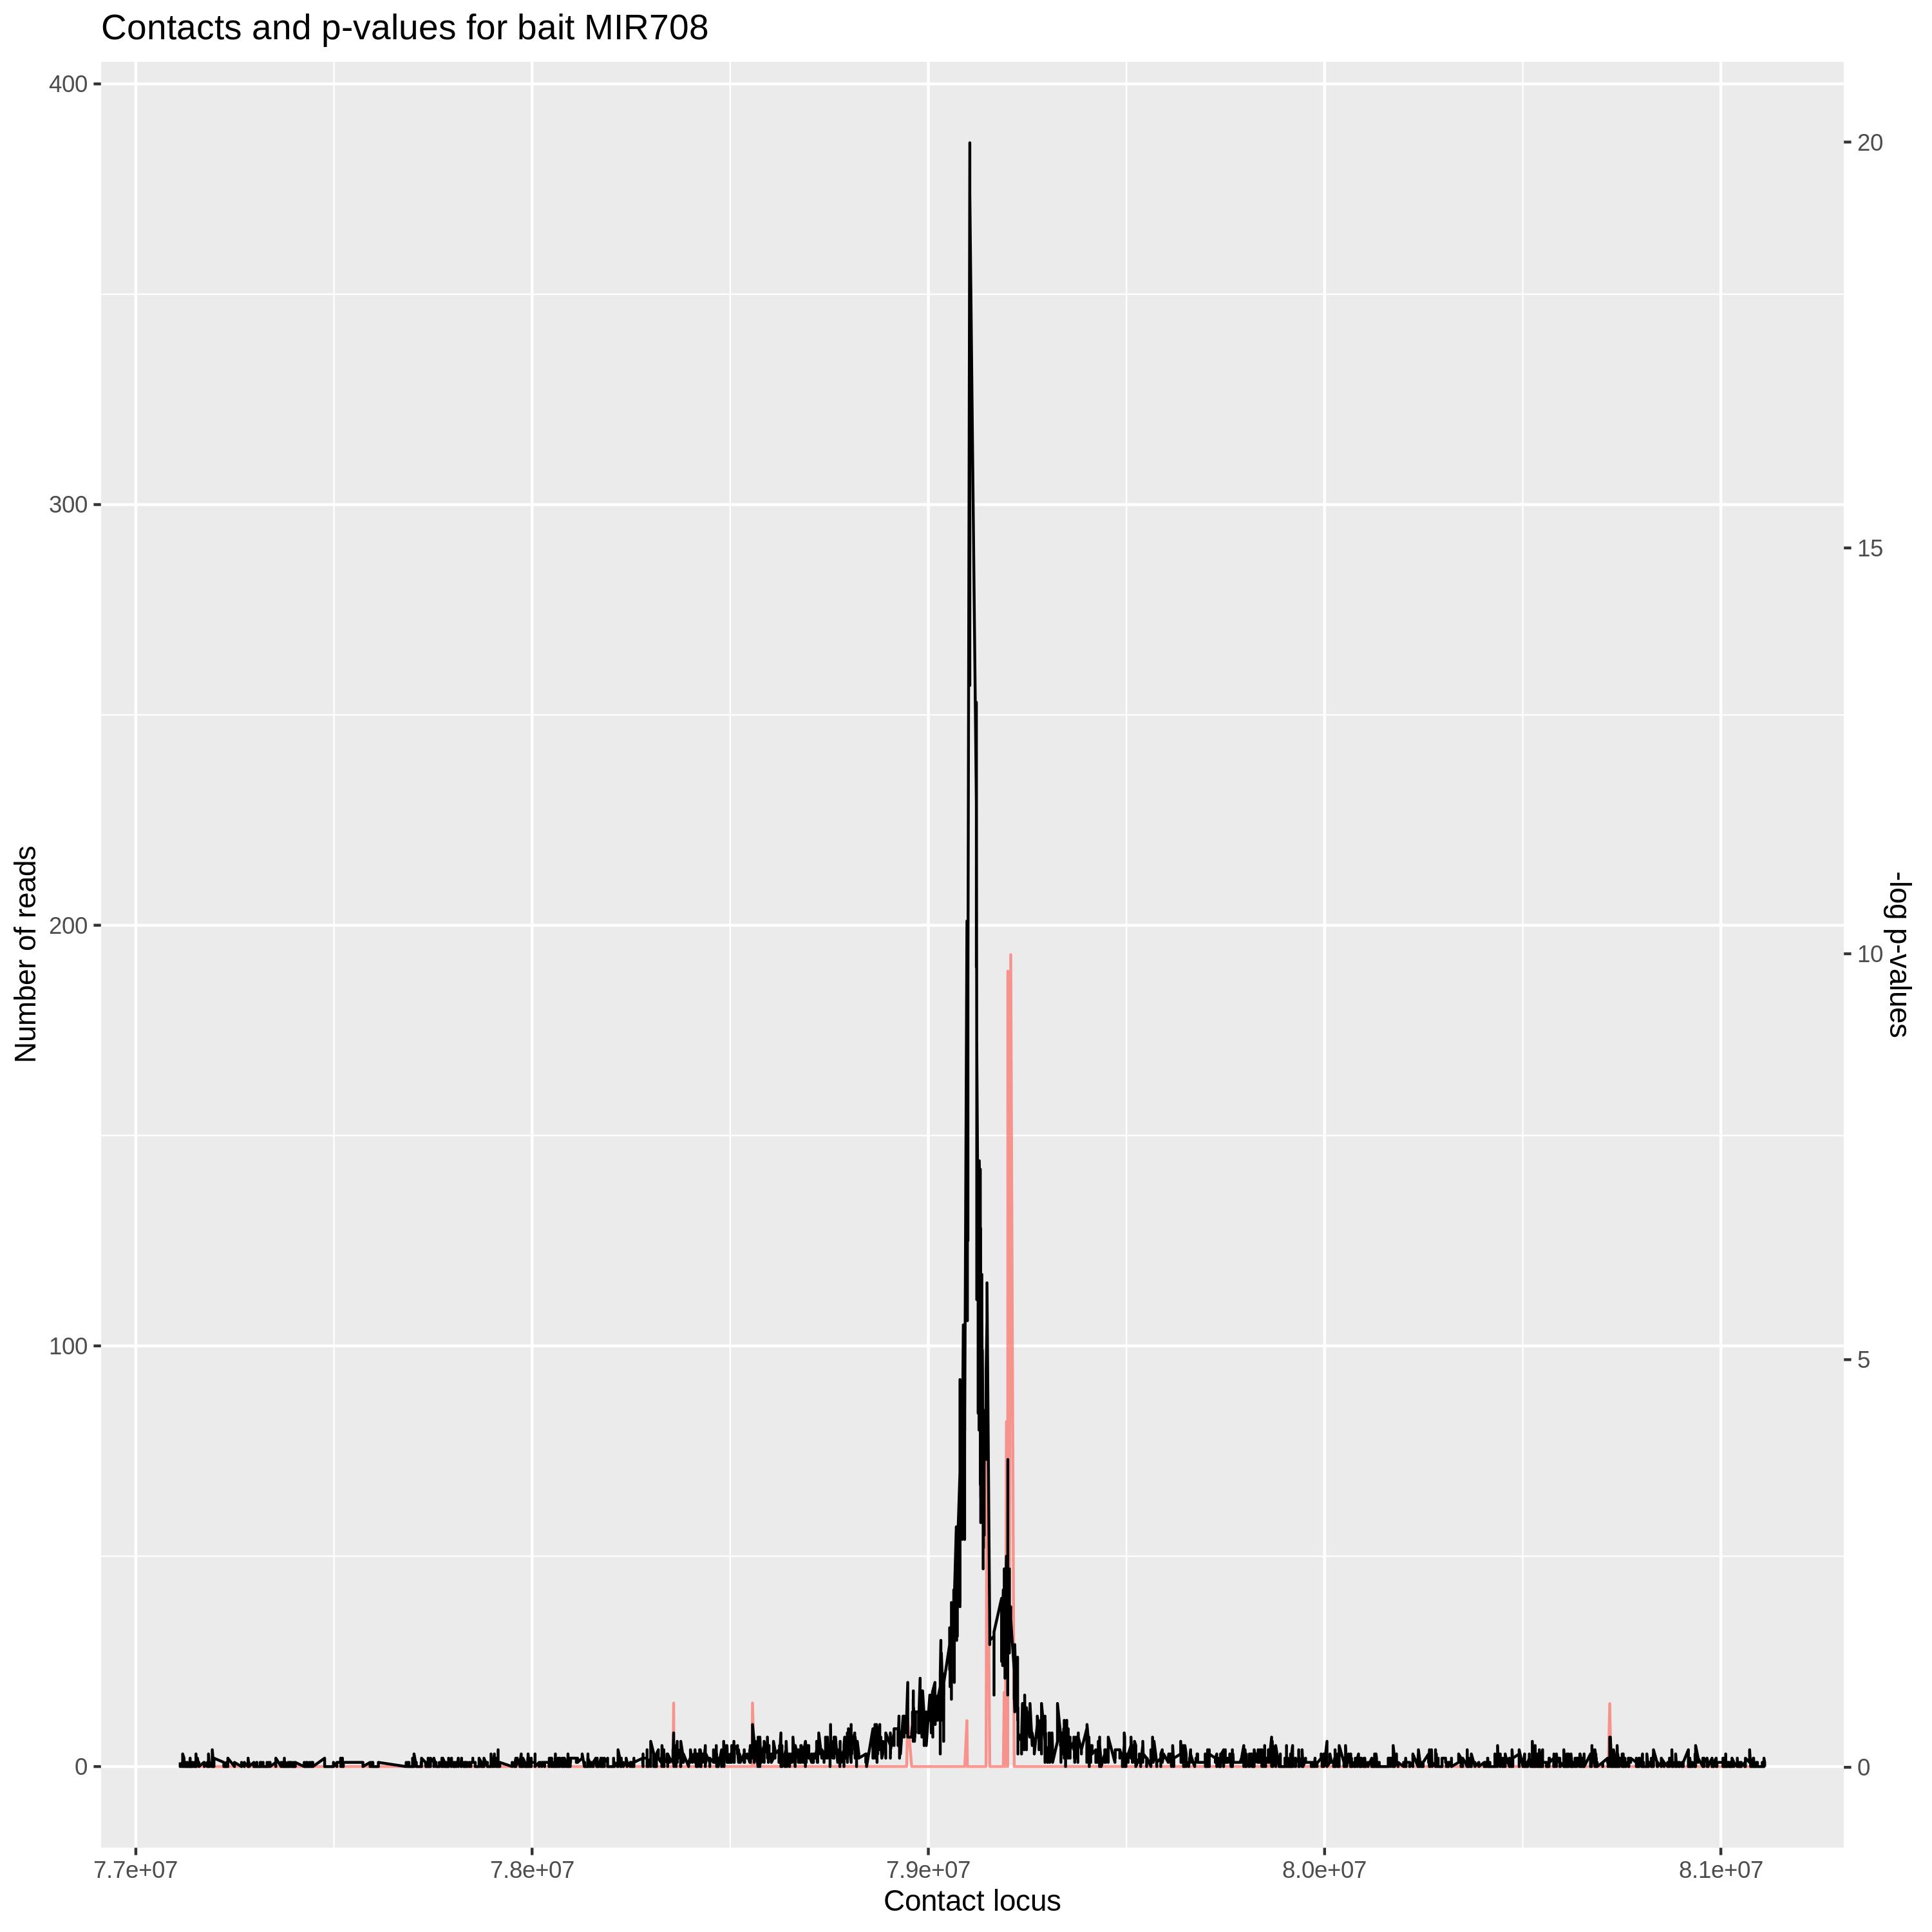 Contacts and p-values for bait MIR708
400
300
200
100
0
Number of reads
20
15
10
5
0
-log p-values
7.7e+07
7.8e+07
7.9e+07
8.0e+07
8.1e+07
Contact locus